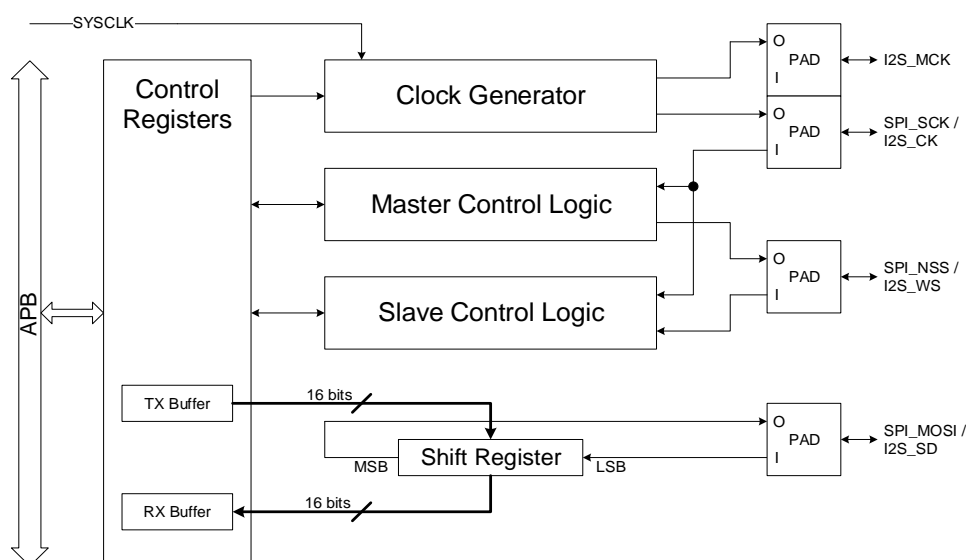 SYSCLK
O
PAD
I
I2S_MCK
Control
Registers
Clock Generator
O
PAD
I
SPI_SCK /
I2S_CK
Master Control Logic
O
PAD
I
SPI_NSS /
I2S_WS
APB
Slave Control Logic
TX Buffer
16 bits
O
PAD
I
SPI_MOSI /
I2S_SD
MSB
Shift Register
LSB
RX Buffer
16 bits